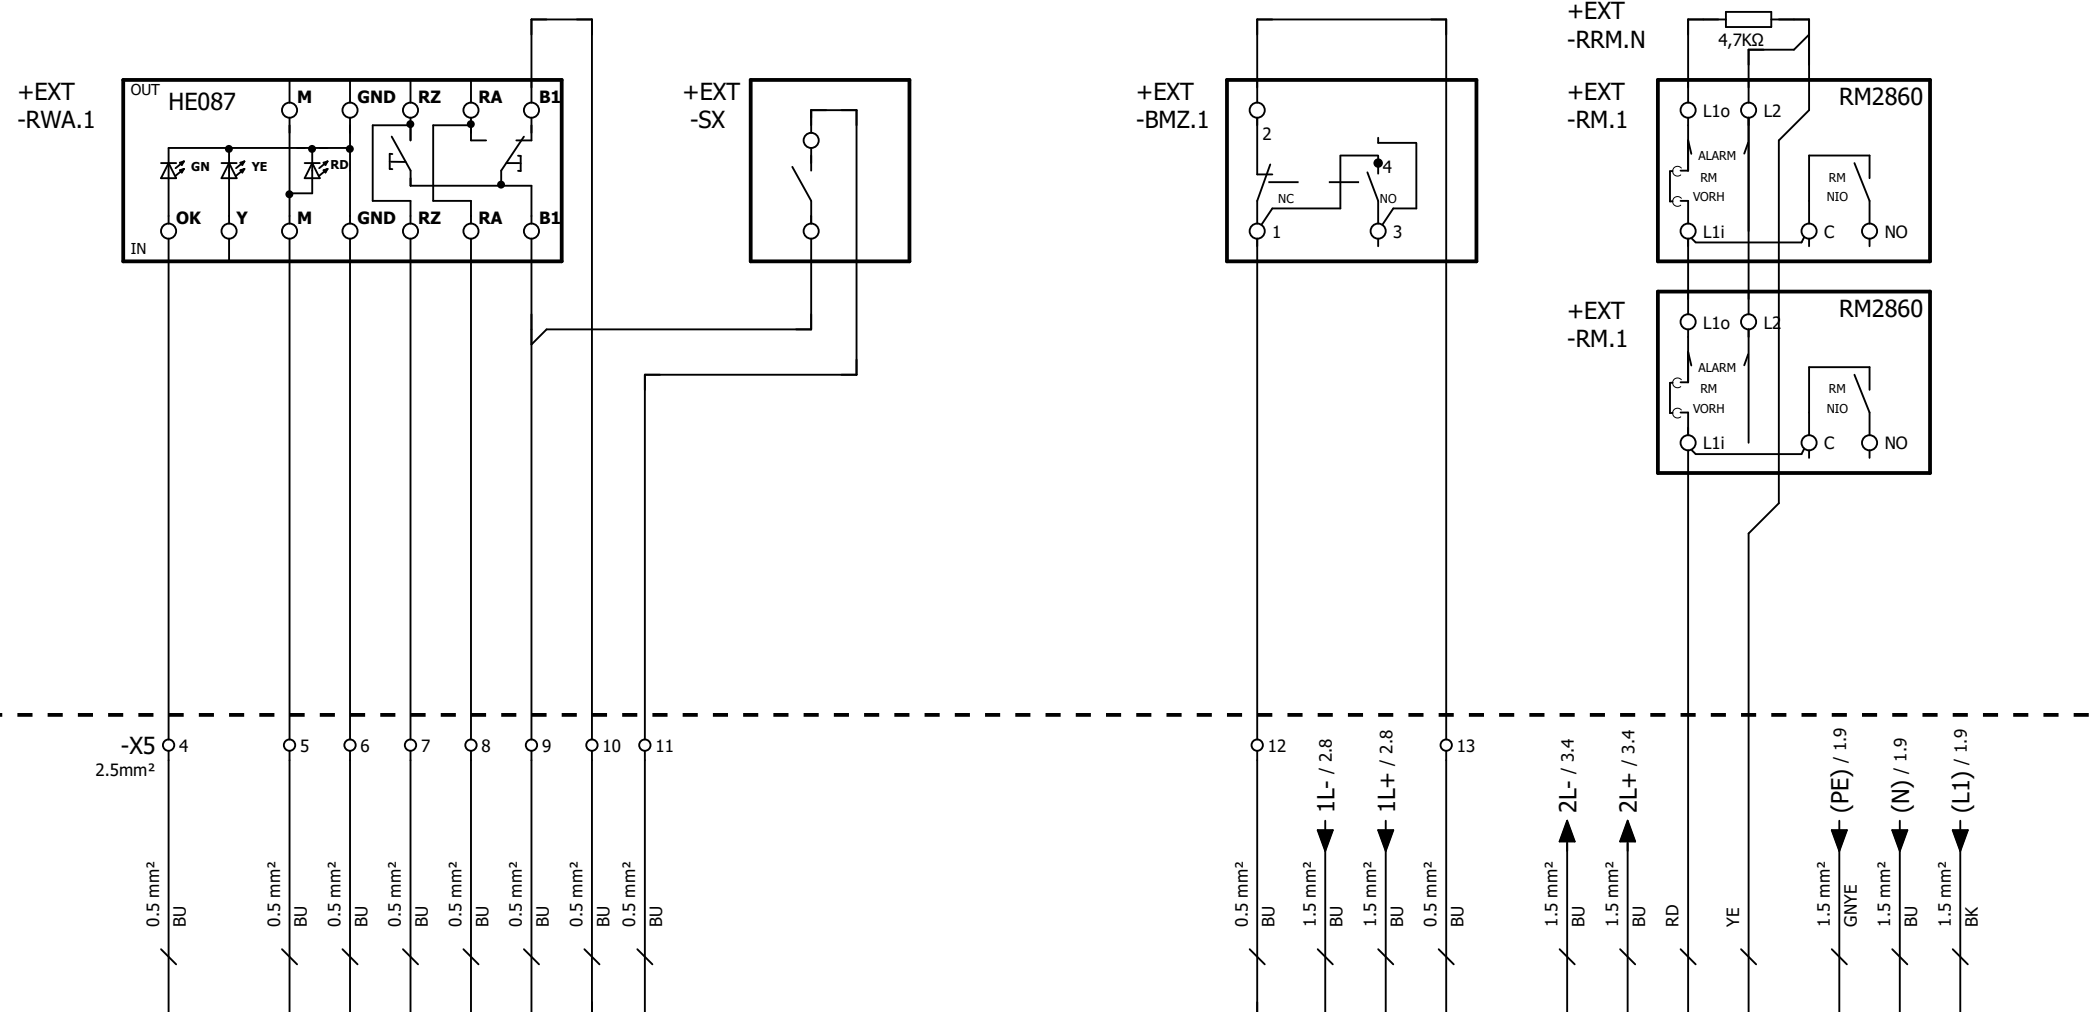 +EXT
-RWA.1
OUT
HE087
M
GND
RZ
RA
B1
GN
YE
RD
OK
Y
M
GND
RZ
RA
B1
IN
+EXT
-SX
+EXT
-BMZ.1
2
4
NC
NO
1
3
+EXT
-RRM.N
4,7KΩ
+EXT
-RM.1
RM2860
L1o
L2
ALARM
RM
VORH
RM
NIO
L1i
C
NO
+EXT
-RM.1
RM2860
L1o
L2
ALARM
RM
VORH
RM
NIO
L1i
C
NO
-X5
2.5mm²
4
5
6
7
8
9
10
11
12
13
1L- / 2.8
1L+ / 2.8
2L- / 3.4
2L+ / 3.4
(PE) / 1.9
(N) / 1.9
(L1) / 1.9
0.5 mm²
BU
0.5 mm²
BU
0.5 mm²
BU
0.5 mm²
BU
0.5 mm²
BU
0.5 mm²
BU
0.5 mm²
BU
0.5 mm²
BU
0.5 mm²
BU
1.5 mm²
BU
1.5 mm²
BU
0.5 mm²
BU
1.5 mm²
BU
1.5 mm²
BU
RD
YE
1.5 mm²
GNYE
1.5 mm²
BU
1.5 mm²
BK